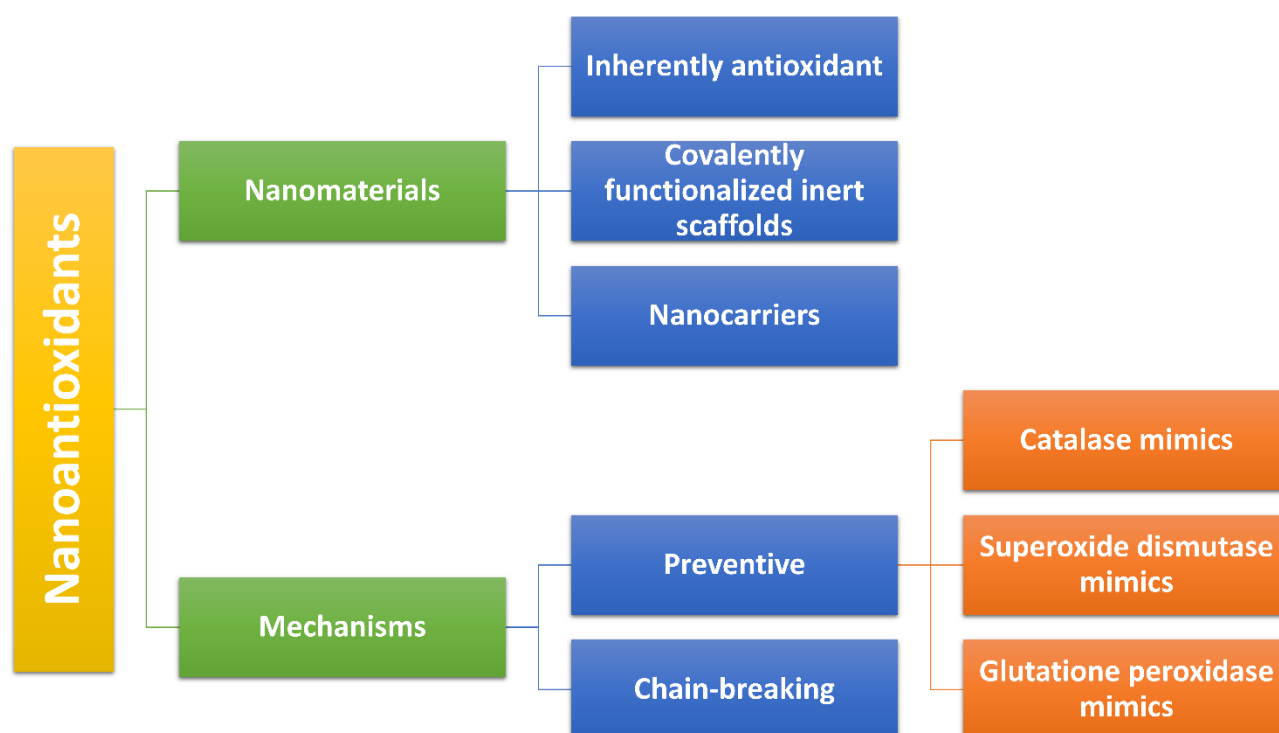 Nanoantioxidants
Nanomaterials
Inherently antioxidant
Covalently
functionalized inert
scaffolds
Nanocarriers
Mechanisms
Preventive
Catalase mimics
Superoxide dismutase
mimics
Glutatione peroxidase
mimics
Chain-breaking